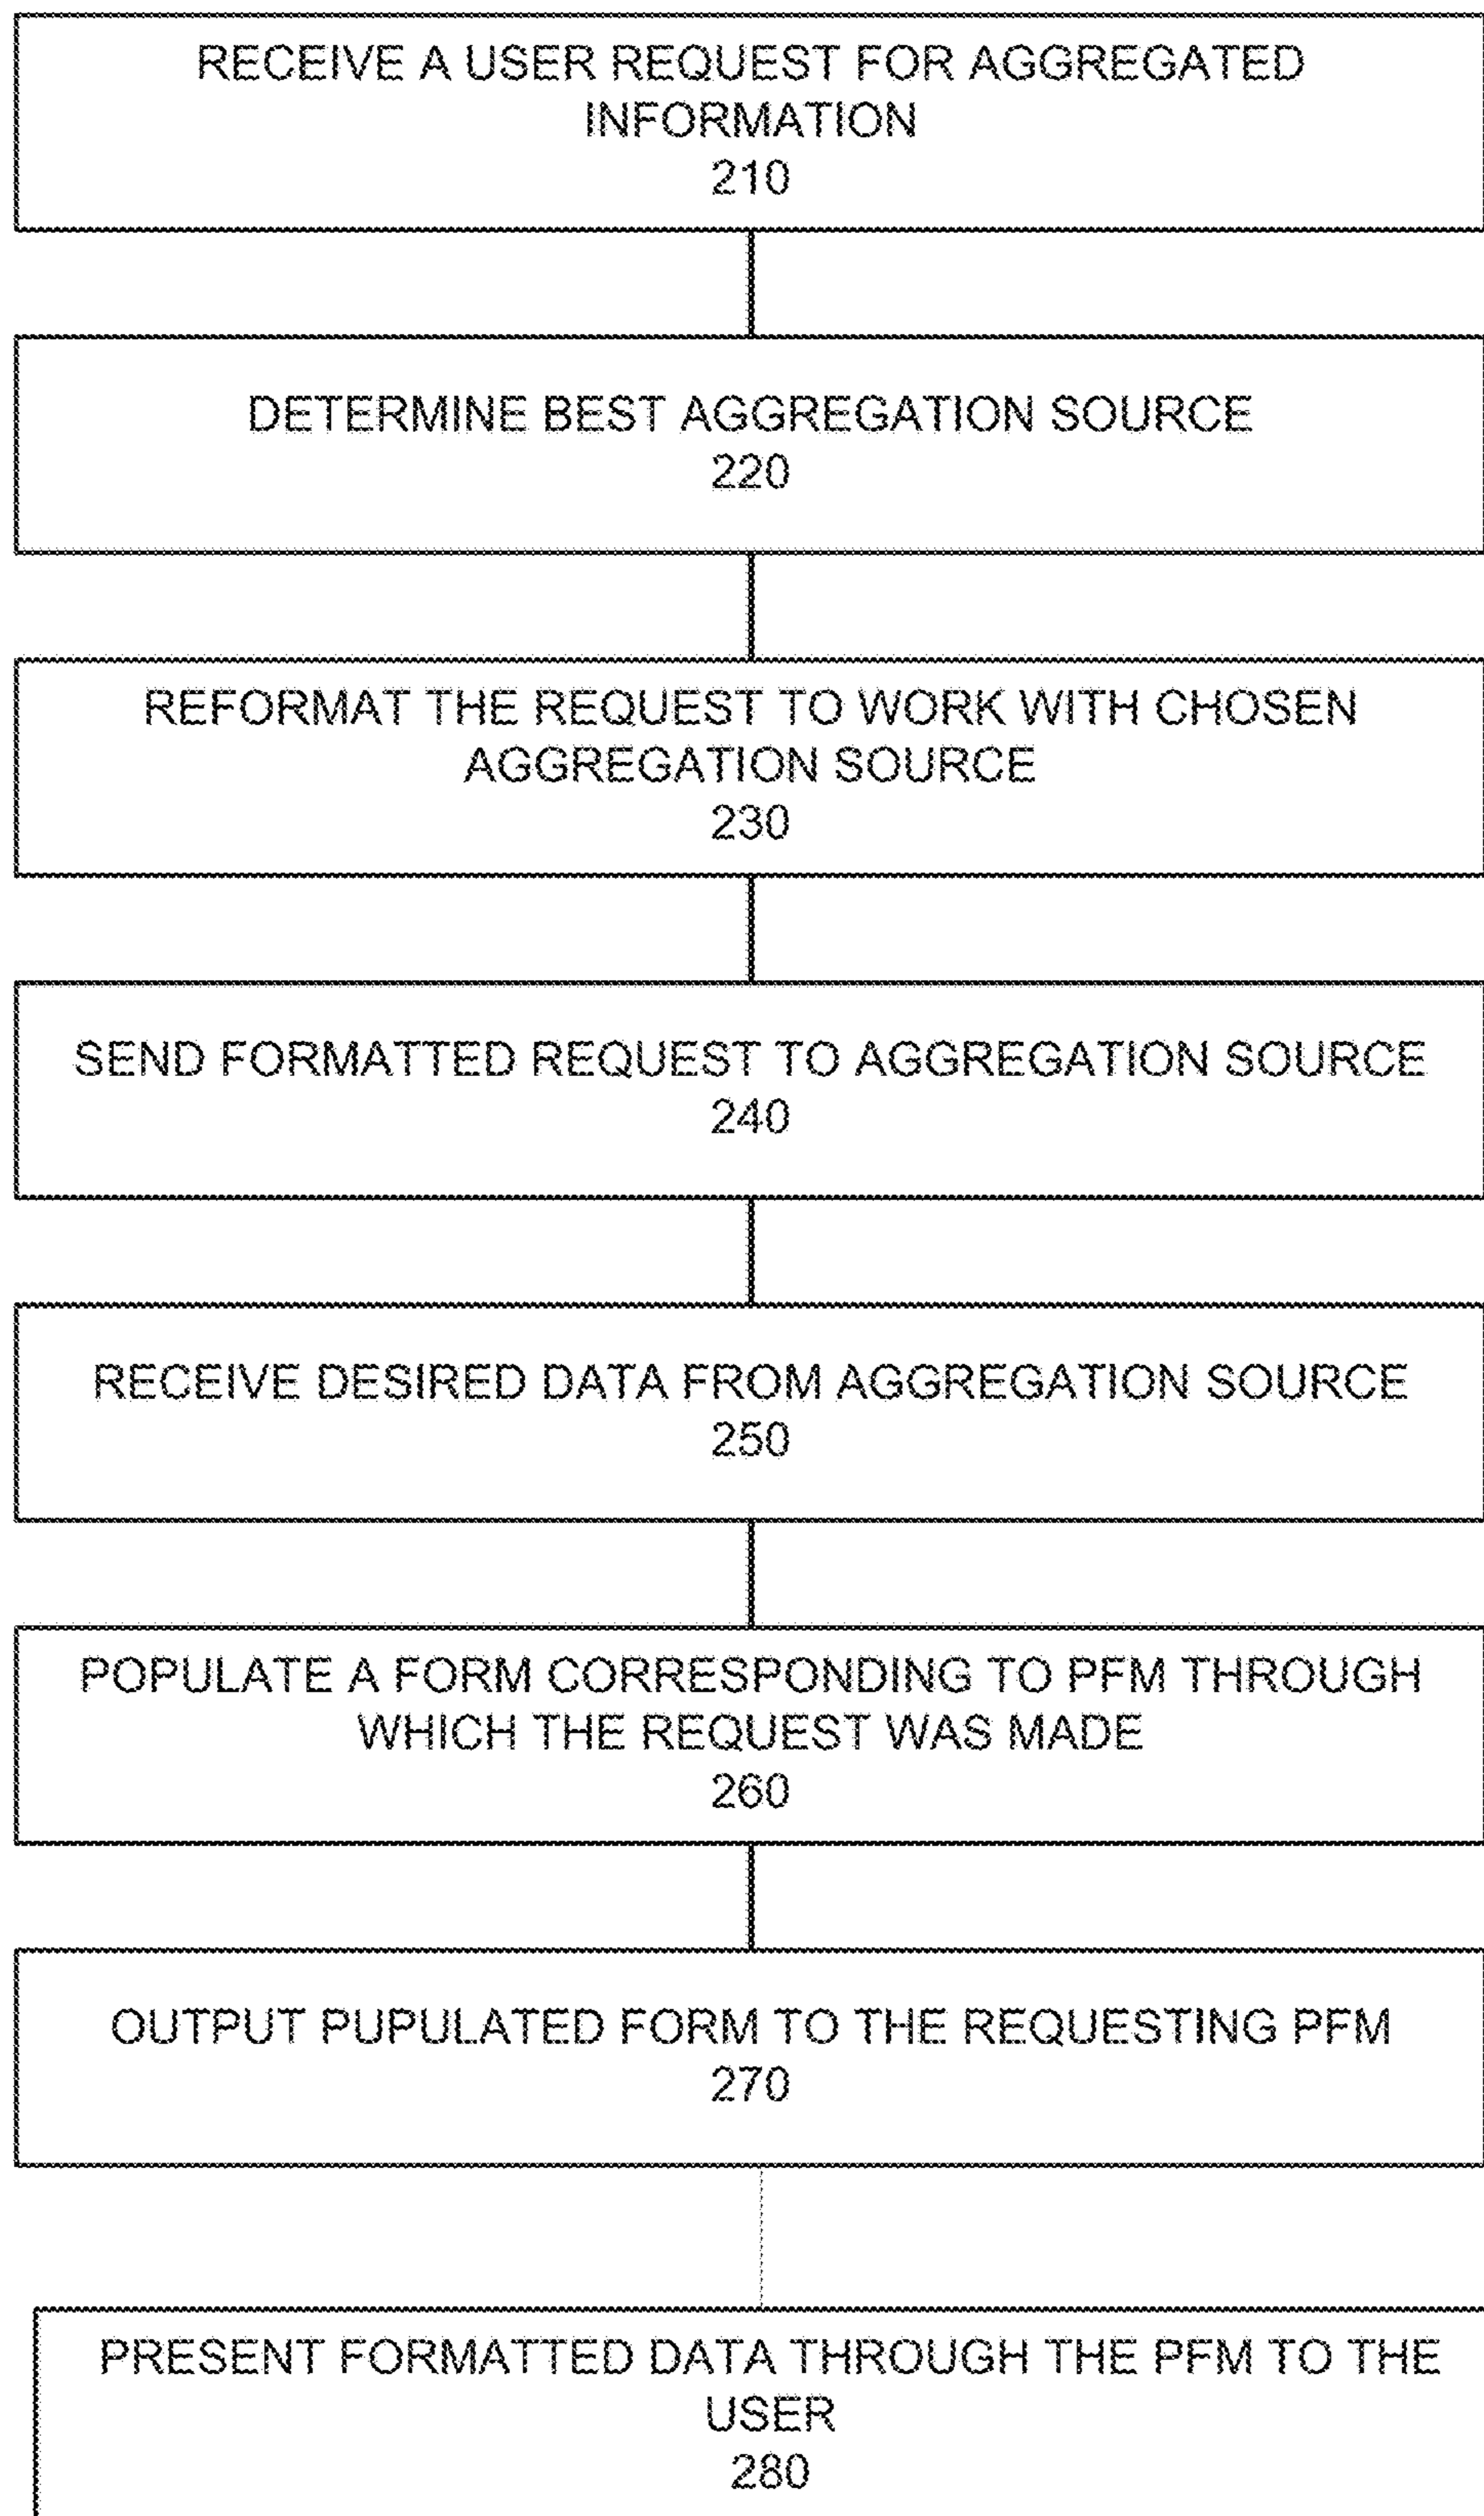 RECEIVE A USER REQUEST FOR AGGREGATED
INFORMATION
210
DETERMINE BEST AGGREGATION SOURCE
220
REFORMAT THE REQUEST TO WORK WITH CHOSEN
AGGREGATION SOURCE
230
SEND FORMATTED REQUEST TO AGGREGATION SOURCE
240
RECEIVE DESIRED DATA FROM AGGREGATION SOURCE
250
POPULATE A FORM CORRESPONDING TO PFM THROUGH
WHICH THE REQUEST WAS MADE
260
OUTPUT PUPULATED FORM TO THE REQUESTING PFM
270
PRESENT FORMATTED DATA THROUGH THE PFM TO THE
USER
280